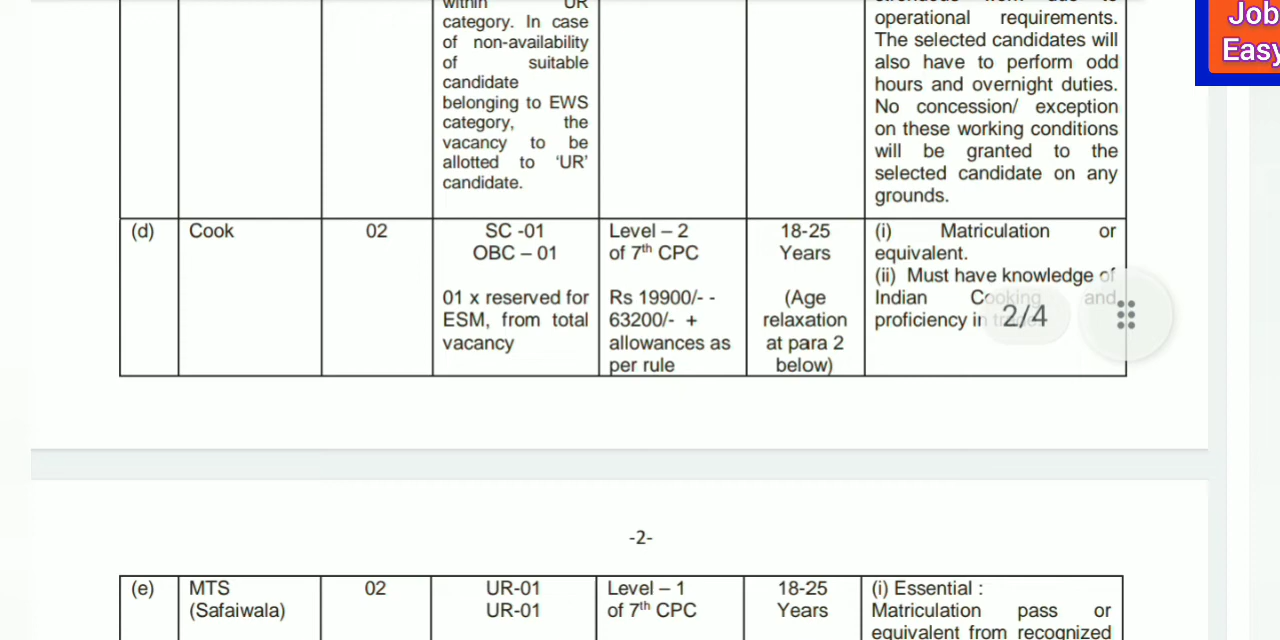 within UR
category. In case
of non-availability
of suitable
candidate
belonging to EWS
category, the
vacancy to be
allotted to ‘UR’
candidate.
operational requirements.
The selected candidates will
also have to perform odd
hours and overnight duties.
No concession/ exception
on these working conditions
will be granted to the
selected candidate on any
grounds.
Job
Easy
(d)
Cook
02
SC -01
OBC – 01
01 x reserved for
ESM, from total
vacancy
Level – 2
of 7th CPC
Rs 19900/- -
63200/- +
allowances as
per rule
18-25
Years
(Age
relaxation
at para 2
below)
(i) Matriculation or
equivalent.
(ii) Must have knowledge of
Indian Cooking and
proficiency in
2/4
-2-
(e)
MTS
(Safaiwala)
02
UR-01
UR-01
Level – 1
of 7th CPC
18-25
Years
(i) Essential :
Matriculation pass or
equivalent from recognized